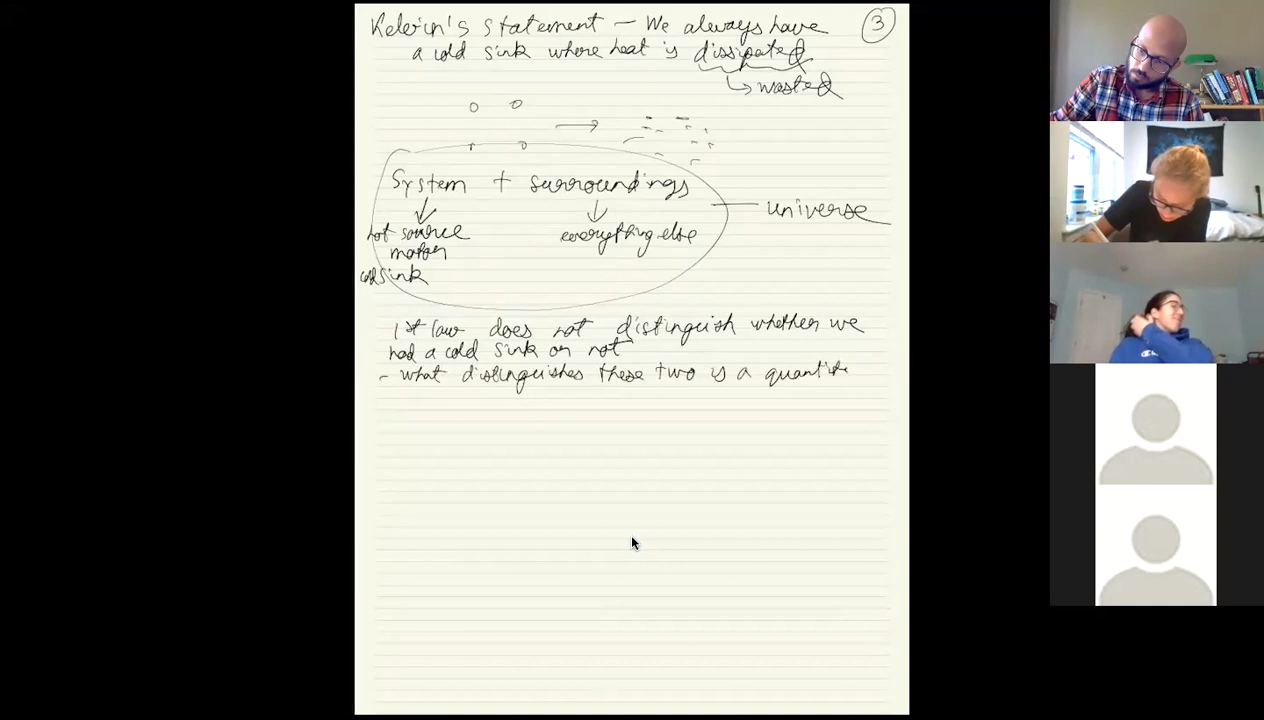 Kelvin's statement - We always have
3
a cold sink where heat is dissipated
↳ wasted
System + surroundings
universe
hot source
everything else
cold sink
1st law does not distinguish whether we
had a cold sink or not
- what distinguishes these two is a quantite